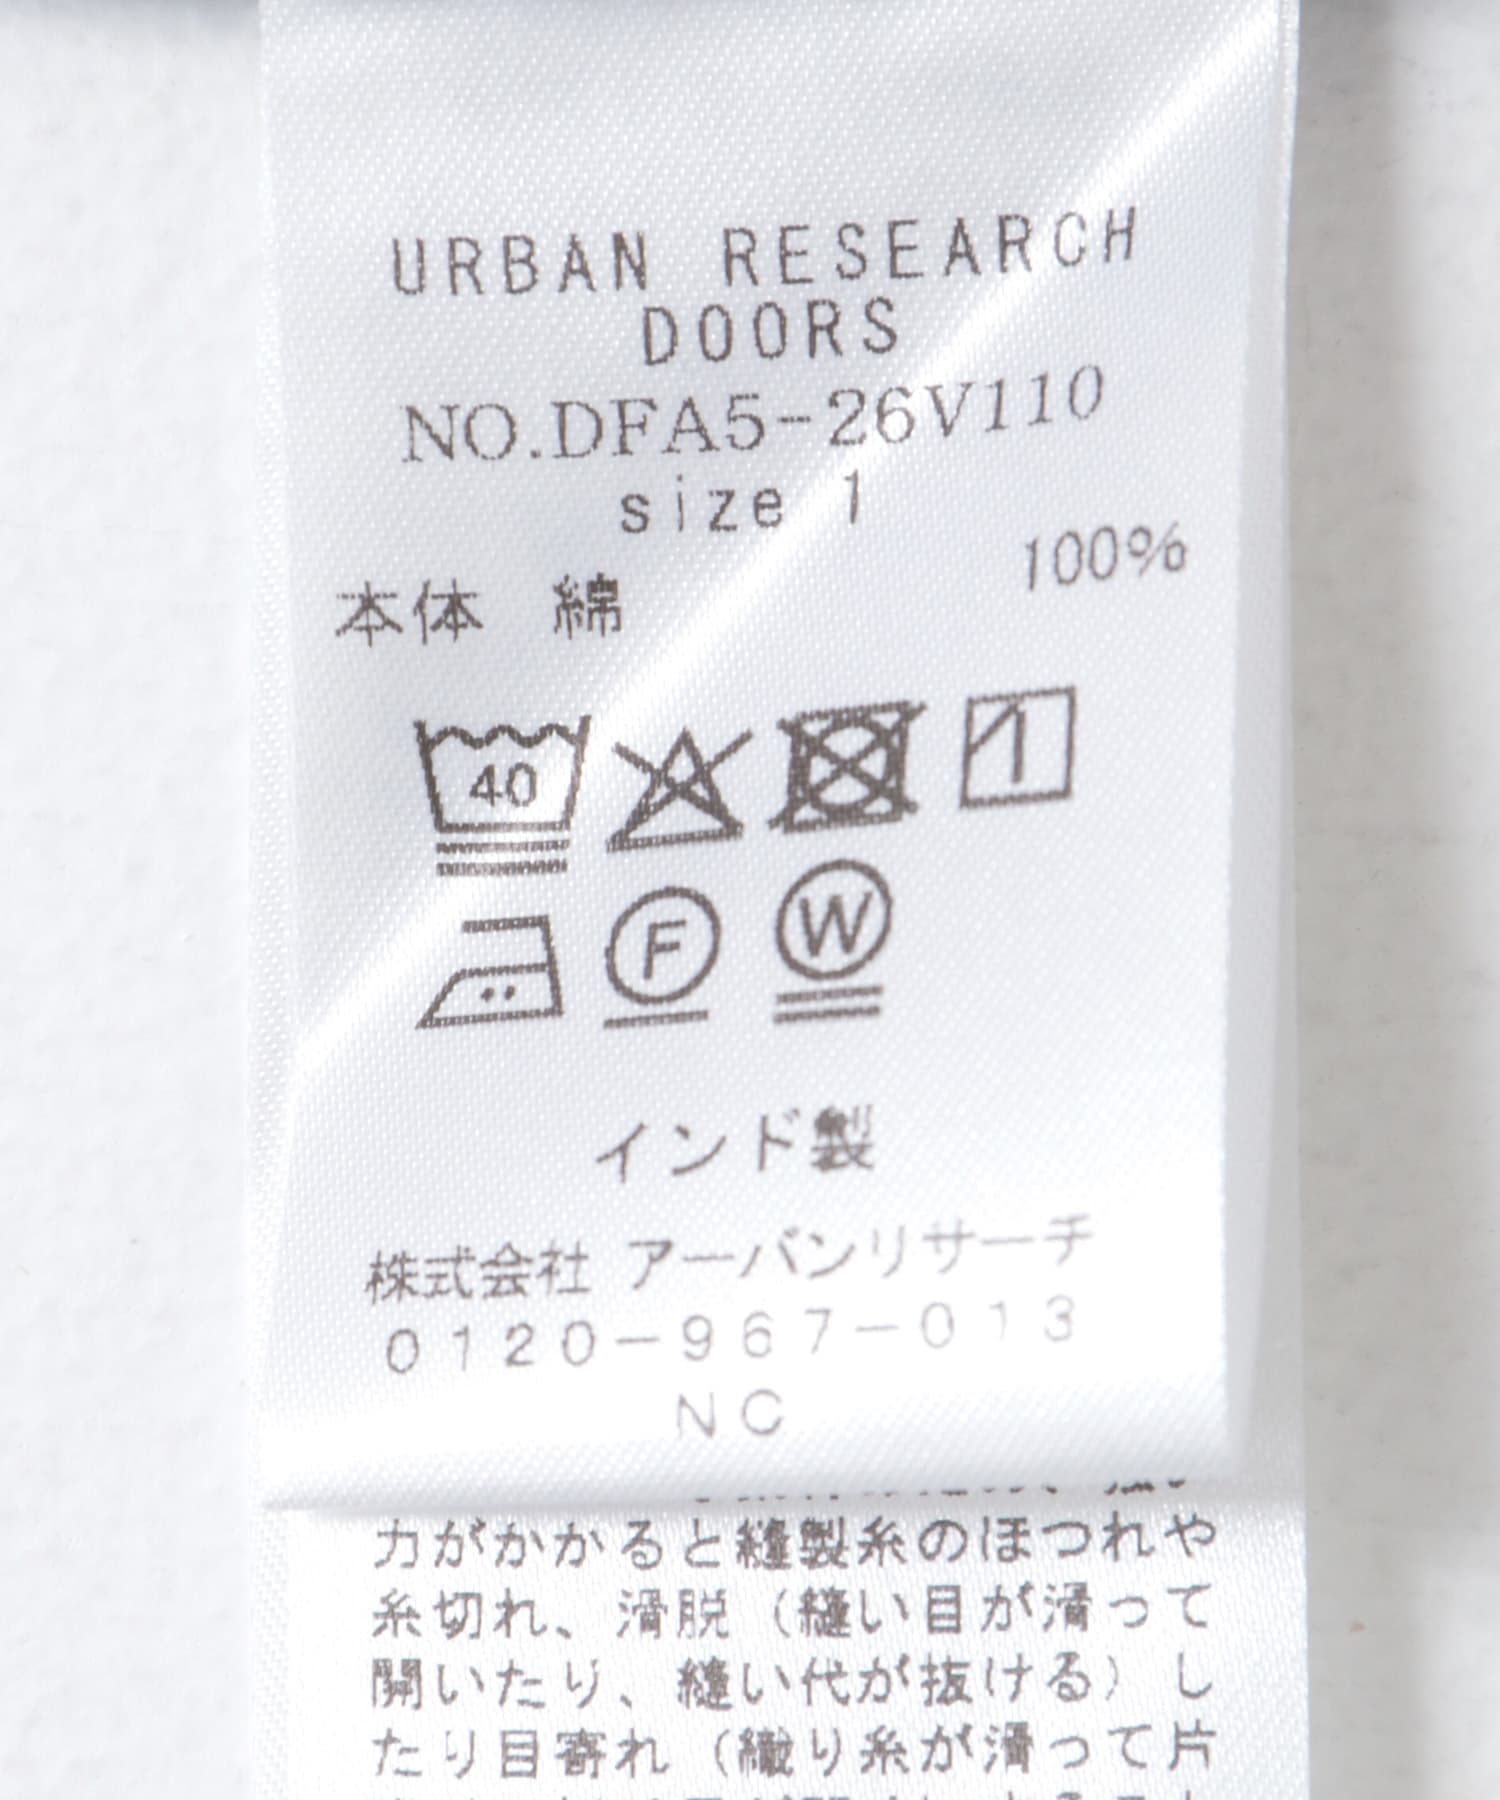 URBAN RESEARCH
DOORS
NO.DFA5-26V110
size 1
本体 綿 100%
40
F W
インド製
株式会社 アーバンリサーチ
0120-967-013
NC
力がかかると縫製糸のほつれや
糸切れ、滑脱（縫い目が滑って
開いたり、縫い代が抜ける）し
たり目寄れ（織り糸が滑って片